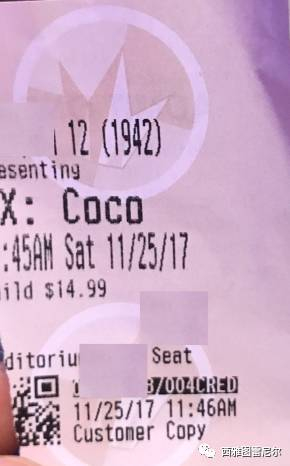 12 (1942)
esenting
X: Coco
:45AM Sat 11/25/17
ild $14.99
ditoriu Seat
/004CRED
11/25/17 11:46AM
Customer Copy
西雅图雷尼尔